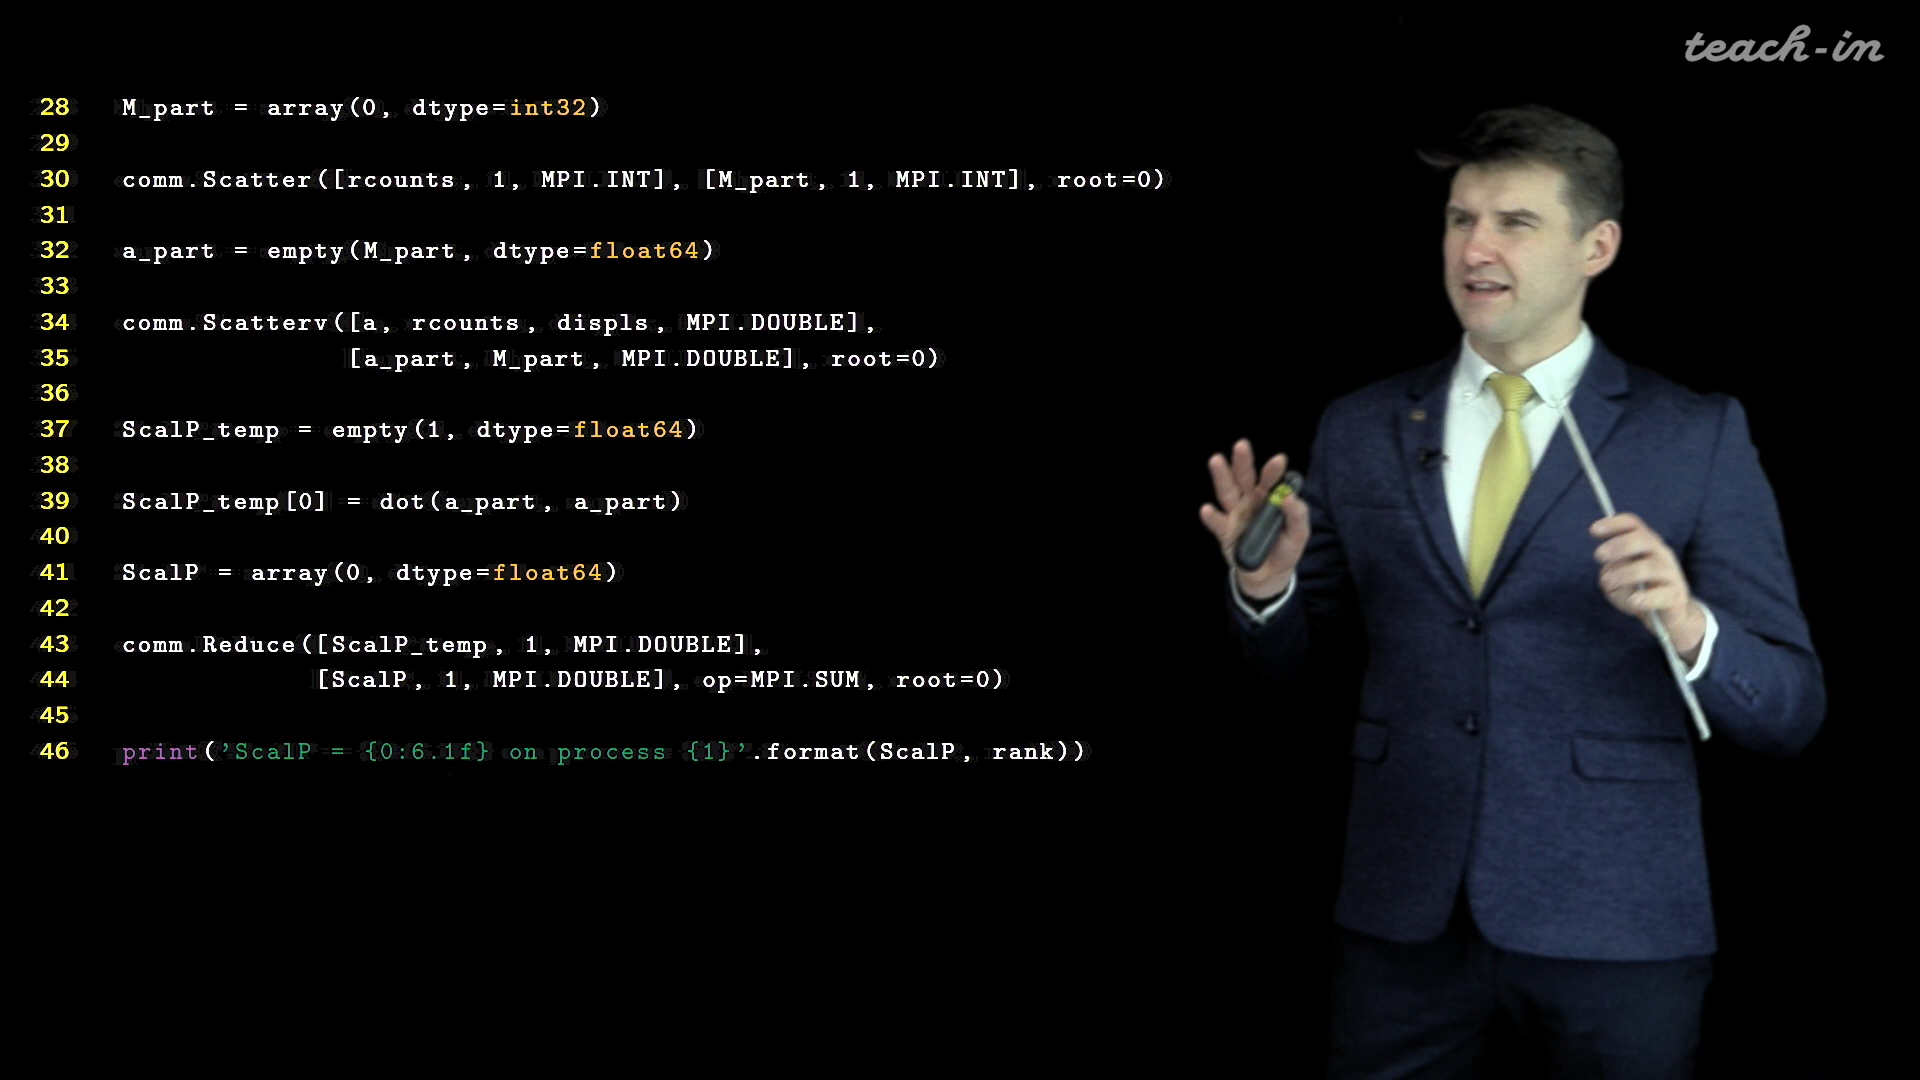 teach-in
28 M_part = array(0, dtype=int32)
29
30 comm.Scatter([rcounts, 1, MPI.INT], [M_part, 1, MPI.INT], root=0)
31
32 a_part = empty(M_part, dtype=float64)
33
34 comm.Scatterv([a, rcounts, displs, MPI.DOUBLE],
35 [a_part, M_part, MPI.DOUBLE], root=0)
36
37 ScalP_temp = empty(1, dtype=float64)
38
39 ScalP_temp[0] = dot(a_part, a_part)
40
41 ScalP = array(0, dtype=float64)
42
43 comm.Reduce([ScalP_temp, 1, MPI.DOUBLE],
44 [ScalP, 1, MPI.DOUBLE], op=MPI.SUM, root=0)
45
46 print('ScalP = {0:6.1f} on process {1}'.format(ScalP, rank))